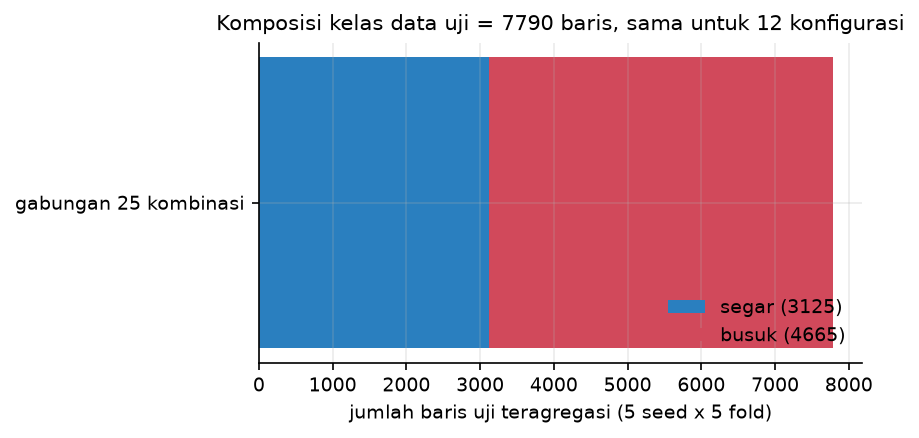 Komposisi kelas data uji = 7790 baris, sama untuk 12 konfigurasi
gabungan 25 kombinasi
segar (3125)
busuk (4665)
0 1000 2000 3000 4000 5000 6000 7000 8000
jumlah baris uji teragregasi (5 seed x 5 fold)